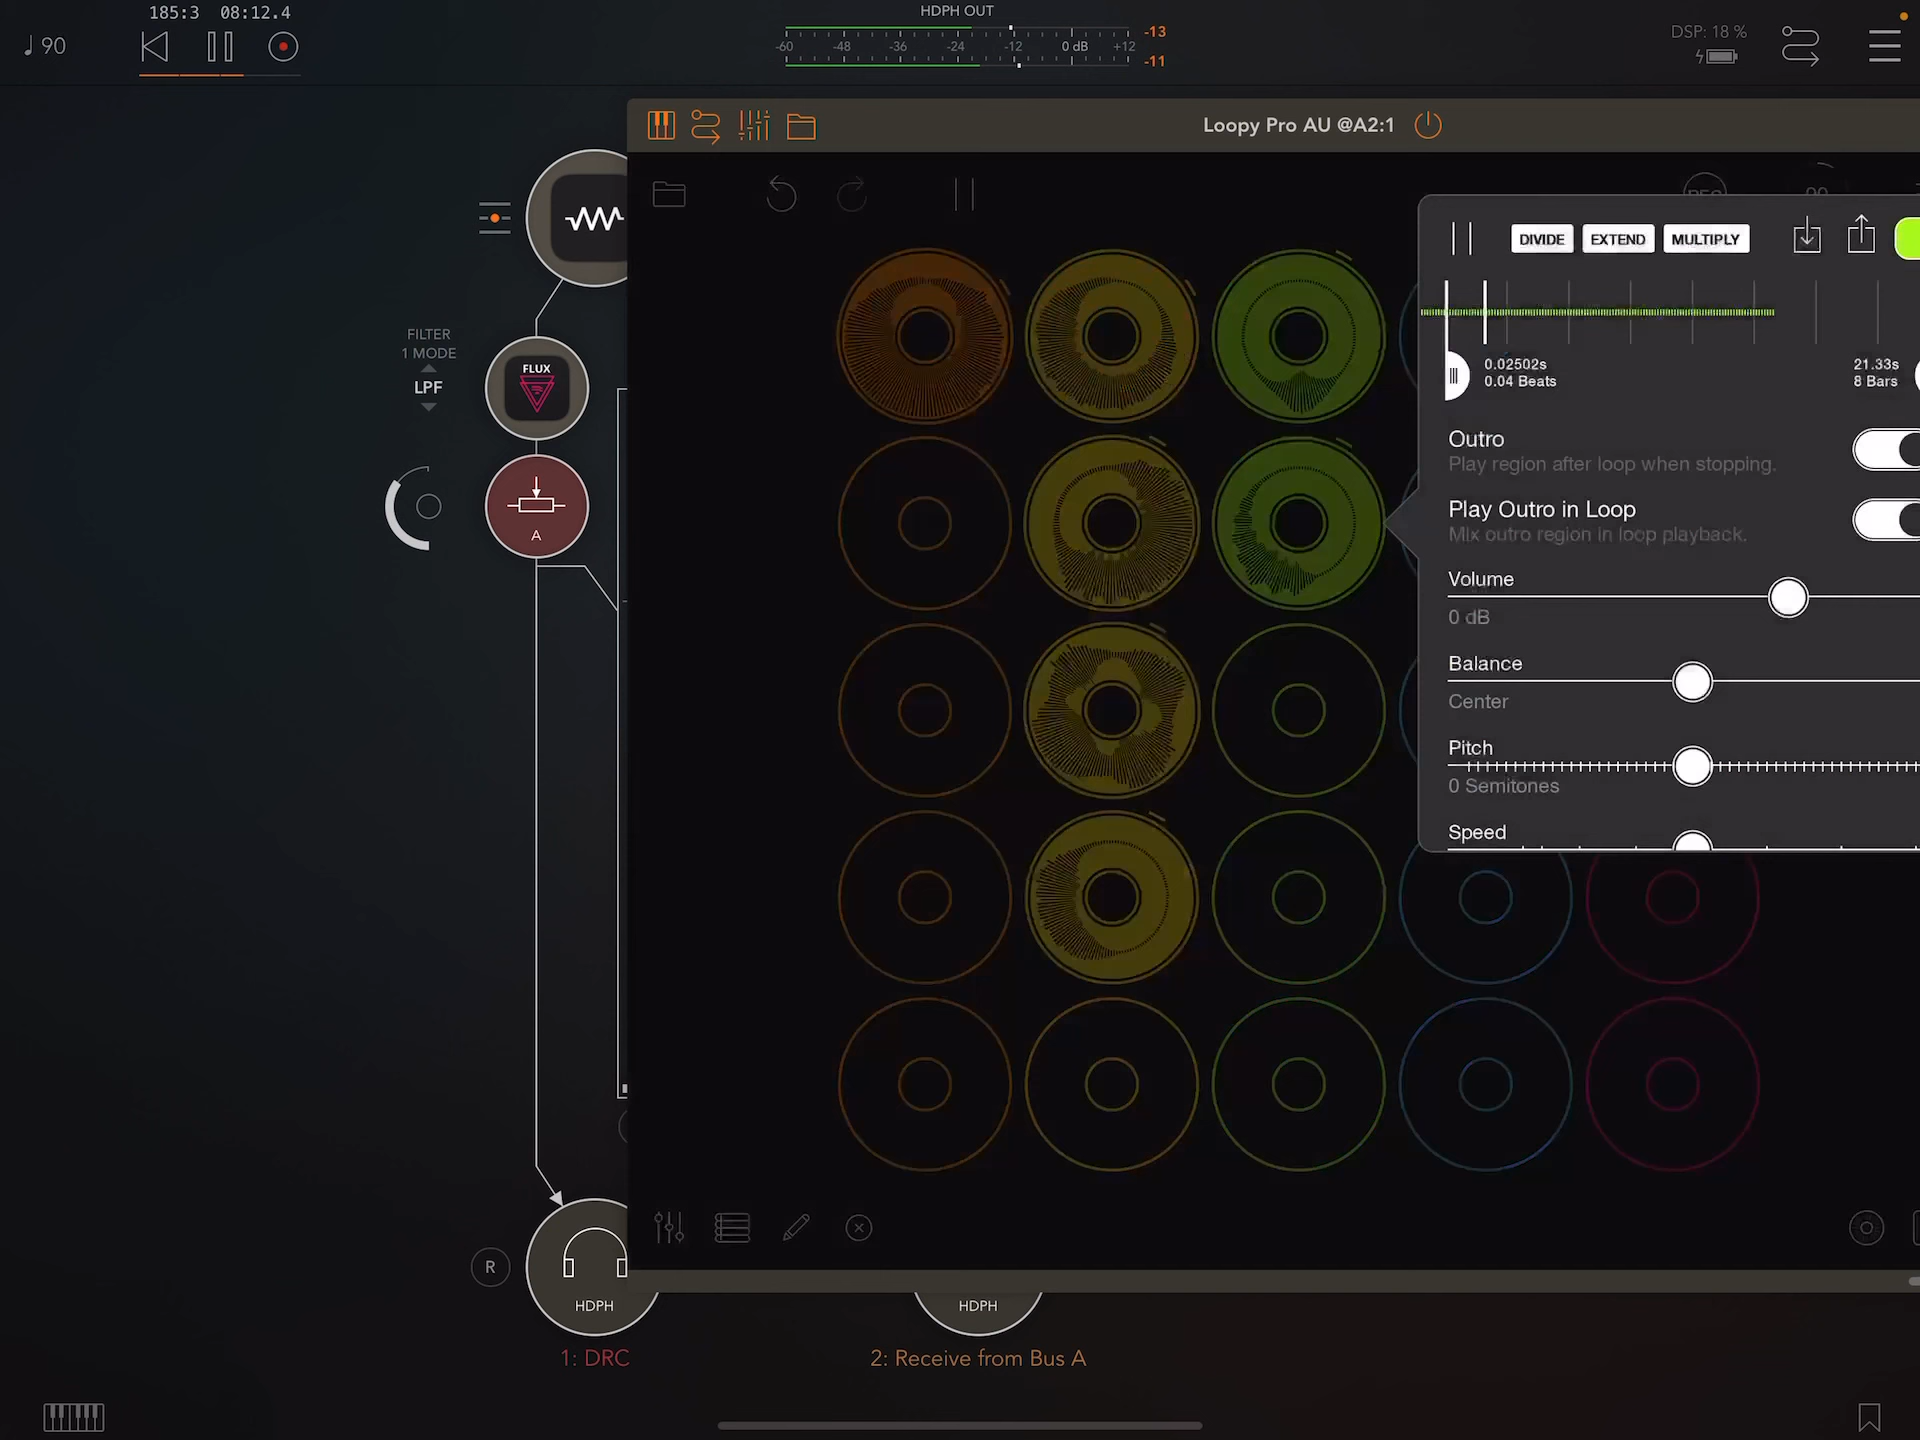 185:3 08:12.4
♩ 90
HDPH OUT
-60 -48 -36 -24 -12 0 dB +12
-13
-11
DSP: 18 %
Loopy Pro AU @A2:1
DIVIDE EXTEND MULTIPLY
0.02502s
0.04 Beats
21.33s
8 Bars
FILTER
1 MODE
LPF
FLUX
A
Outro
Play region after loop when stopping.
Play Outro in Loop
Mix outro region in loop playback.
Volume
0 dB
Balance
Center
Pitch
0 Semitones
Speed
R
HDPH
HDPH
1: DRC
2: Receive from Bus A